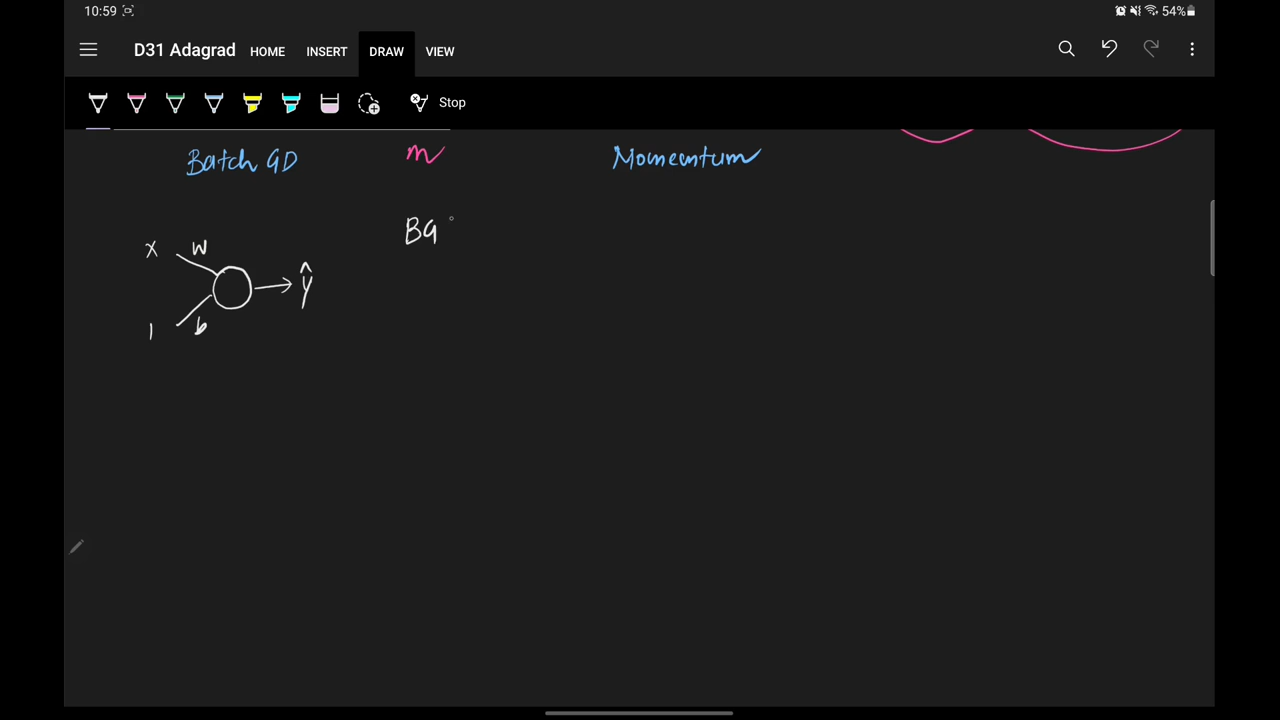 10:59 54%
D31 Adagrad HOME INSERT DRAW VIEW
Stop
Batch GD m Momentum
BG
x w
ŷ
1 b